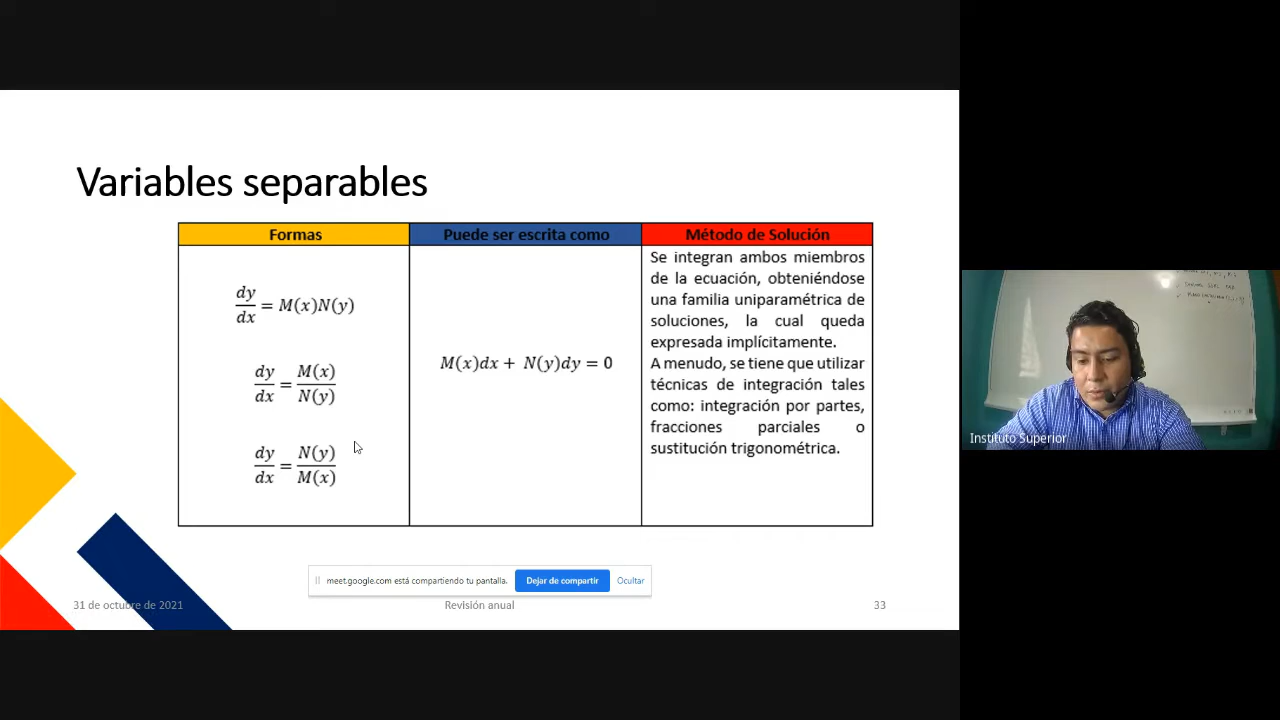 Variables separables
Formas
Puede ser escrita como
Método de Solución
dy/dx = M(x)N(y)
dy/dx = M(x)/N(y)
dy/dx = N(y)/M(x)
M(x)dx + N(y)dy = 0
Se integran ambos miembros
de la ecuación, obteniéndose
una familia uniparamétrica de
soluciones, la cual queda
expresada implícitamente.
A menudo, se tiene que utilizar
técnicas de integración tales
como: integración por partes,
fracciones parciales o
sustitución trigonométrica.
meet.google.com está compartiendo tu pantalla.
Dejar de compartir
Ocultar
31 de octubre de 2021
Revisión anual
33
Instituto Superior